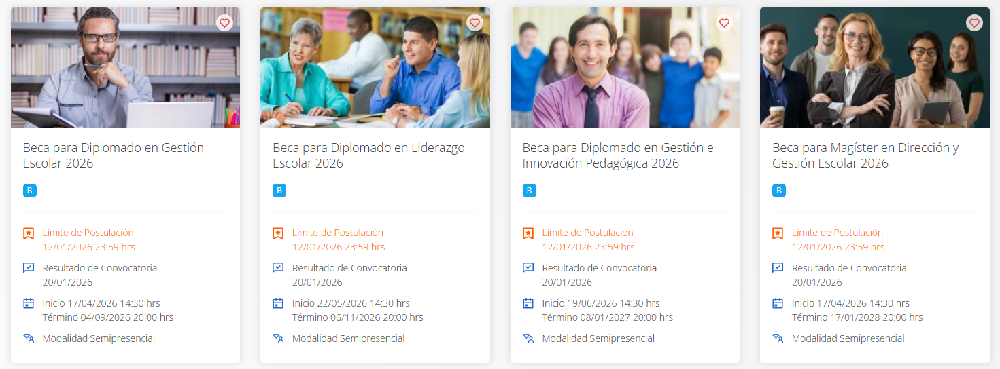 Beca para Diplomado en Gestión
Escolar 2026
B
Límite de Postulación
12/01/2026 23:59 hrs
Resultado de Convocatoria
20/01/2026
Inicio 17/04/2026 14:30 hrs
Término 04/09/2026 20:00 hrs
Modalidad Semipresencial
Beca para Diplomado en Liderazgo
Escolar 2026
B
Límite de Postulación
12/01/2026 23:59 hrs
Resultado de Convocatoria
20/01/2026
Inicio 22/05/2026 14:30 hrs
Término 06/11/2026 20:00 hrs
Modalidad Semipresencial
Beca para Diplomado en Gestión e
Innovación Pedagógica 2026
B
Límite de Postulación
12/01/2026 23:59 hrs
Resultado de Convocatoria
20/01/2026
Inicio 19/06/2026 14:30 hrs
Término 08/01/2027 20:00 hrs
Modalidad Semipresencial
Beca para Magíster en Dirección y
Gestión Escolar 2026
B
Límite de Postulación
12/01/2026 23:59 hrs
Resultado de Convocatoria
20/01/2026
Inicio 17/04/2026 14:30 hrs
Término 17/01/2028 20:00 hrs
Modalidad Semipresencial